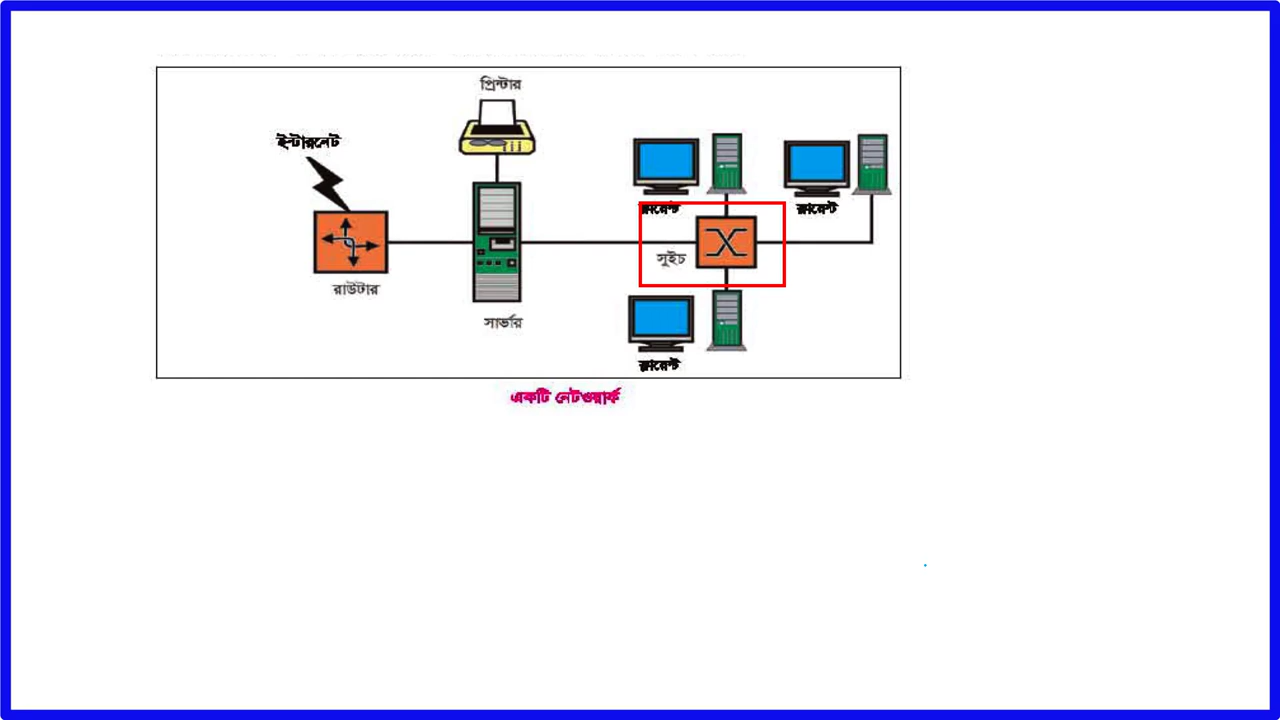 প্রিন্টার
ইন্টারনেট
ক্লায়েন্ট
ক্লায়েন্ট
সুইচ
রাউটার
সার্ভার
ক্লায়েন্ট
একটি নেটওয়ার্ক